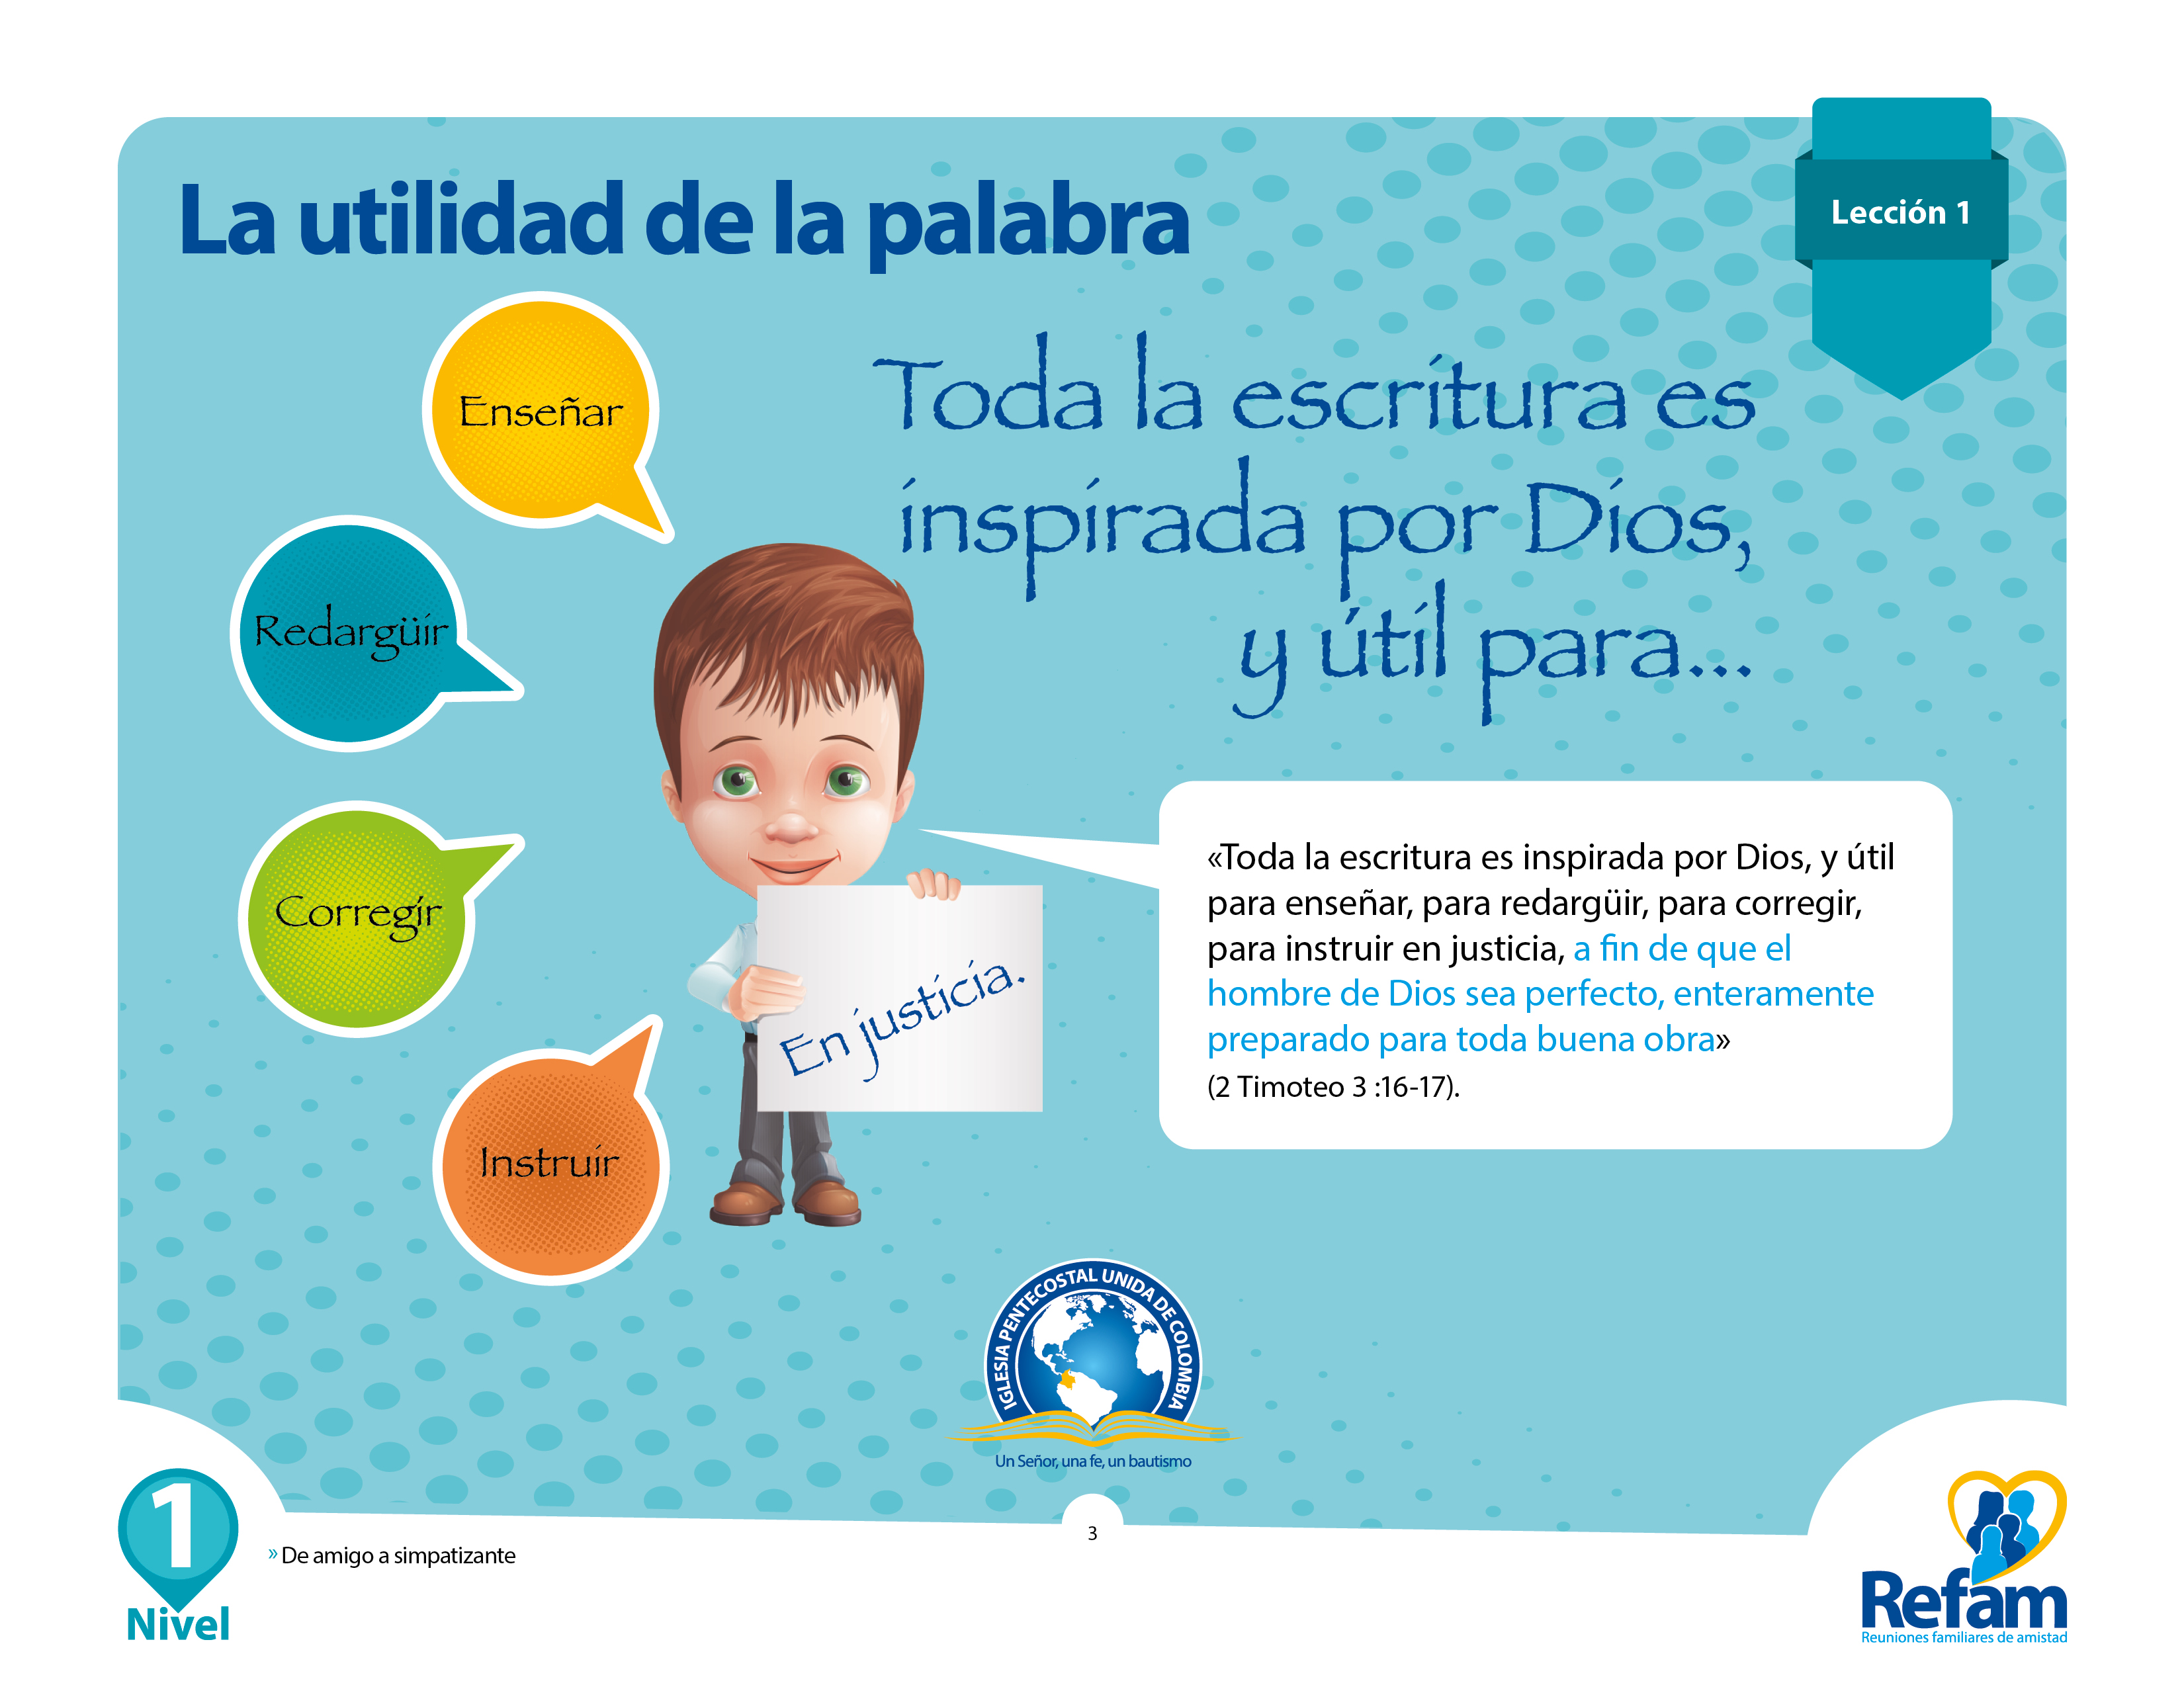 La utilidad de la palabra
Lección 1
Toda la escritura es
inspirada por Dios,
y útil para...
Enseñar
Redargüir
Corregir
Instruir
En justicia.
«Toda la escritura es inspirada por Dios, y útil
para enseñar, para redargüir, para corregir,
para instruir en justicia, a fin de que el
hombre de Dios sea perfecto, enteramente
preparado para toda buena obra»
(2 Timoteo 3 :16-17).
IGLESIA PENTECOSTAL UNIDA DE COLOMBIA
Un Señor, una fe, un bautismo
3
1
Nivel
» De amigo a simpatizante
Refam
Reuniones familiares de amistad